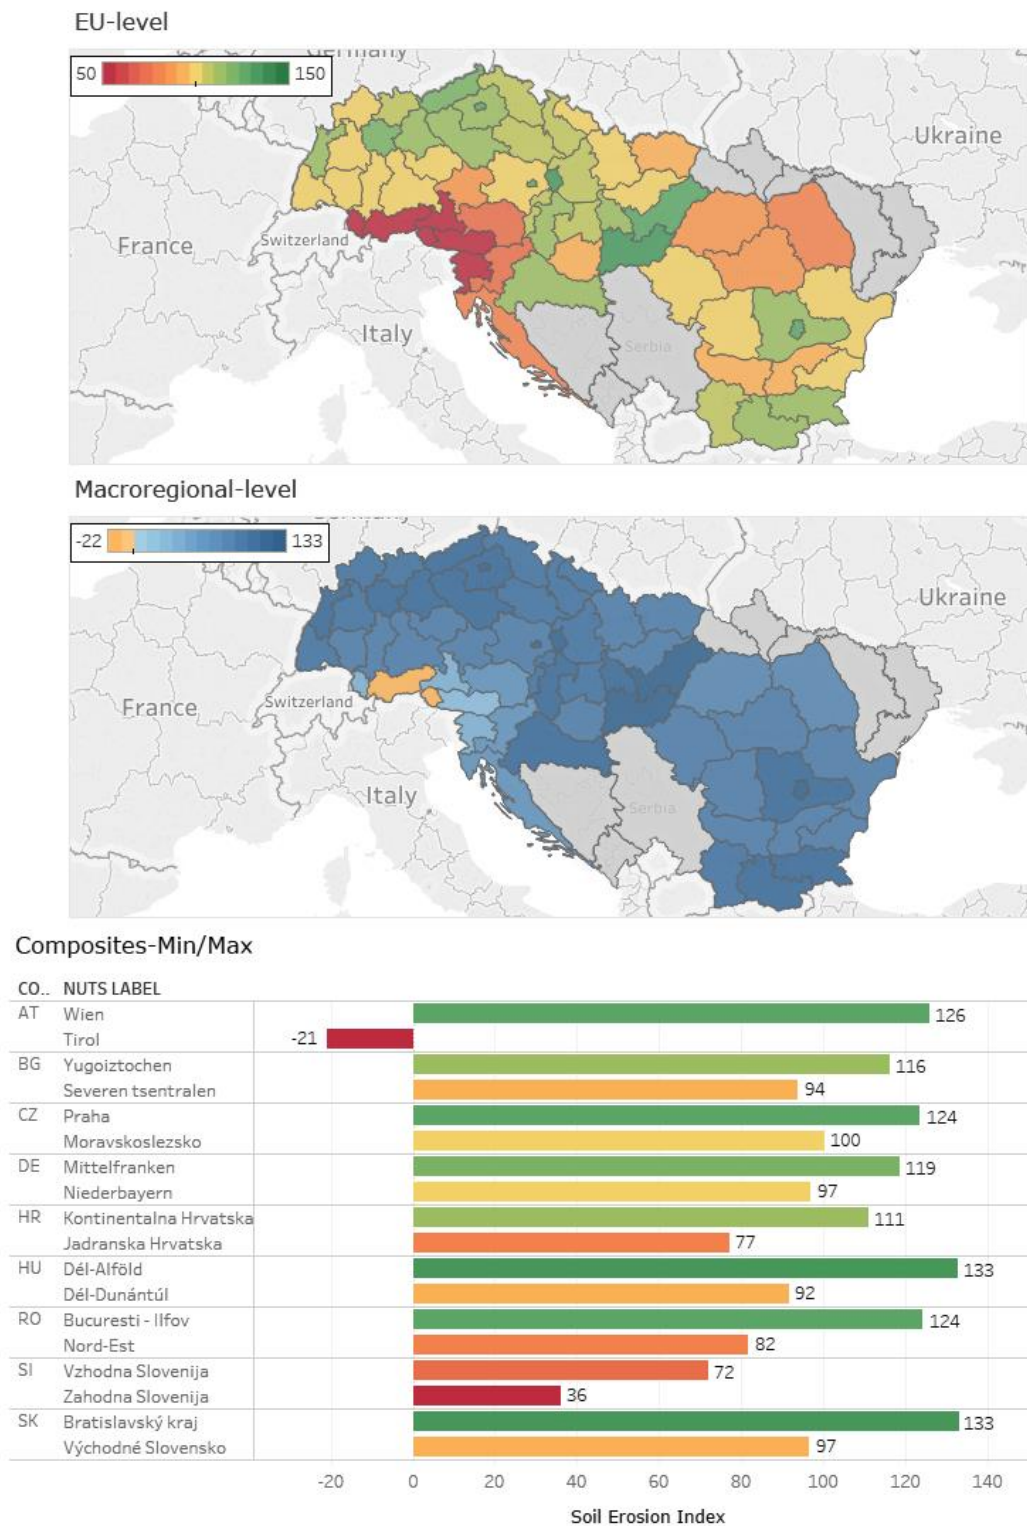 EU-level
Germany
50 150
Ukraine
France
Switzerland
Italy
Serbia
Macroregional-level
-22 133
Ukraine
France
Switzerland
Italy
Serbia
Composites-Min/Max
CO.. NUTS LABEL
AT Wien 126
Tirol -21
BG Yugoiztochen 116
Severen tsentralen 94
CZ Praha 124
Moravskoslezsko 100
DE Mittelfranken 119
Niederbayern 97
HR Kontinentalna Hrvatska 111
Jadranska Hrvatska 77
HU Dél-Alföld 133
Dél-Dunántúl 92
RO Bucuresti - Ilfov 124
Nord-Est 82
SI Vzhodna Slovenija 72
Zahodna Slovenija 36
SK Bratislavský kraj 133
Východné Slovensko 97
-20 0 20 40 60 80 100 120 140
Soil Erosion Index